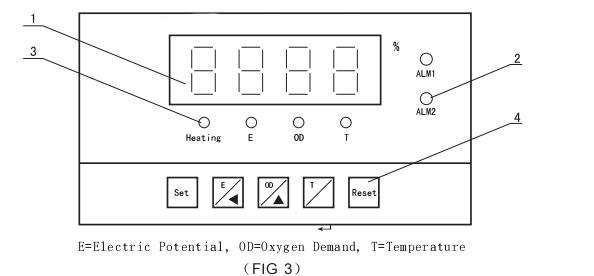 1
3
%
ALM1
2
ALM2
4
Heating E OD T
Set E OD T Reset
E=Electric Potential, OD=Oxygen Demand, T=Temperature
(FIG 3)